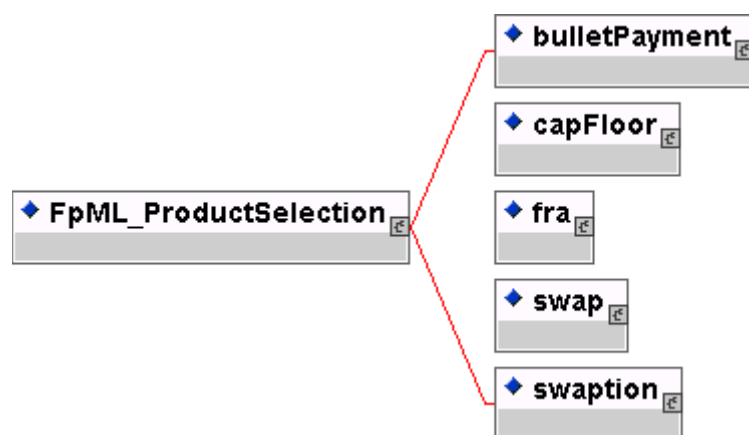 bulletPayment
capFloor
FpML_ProductSelection
fra
swap
swaption